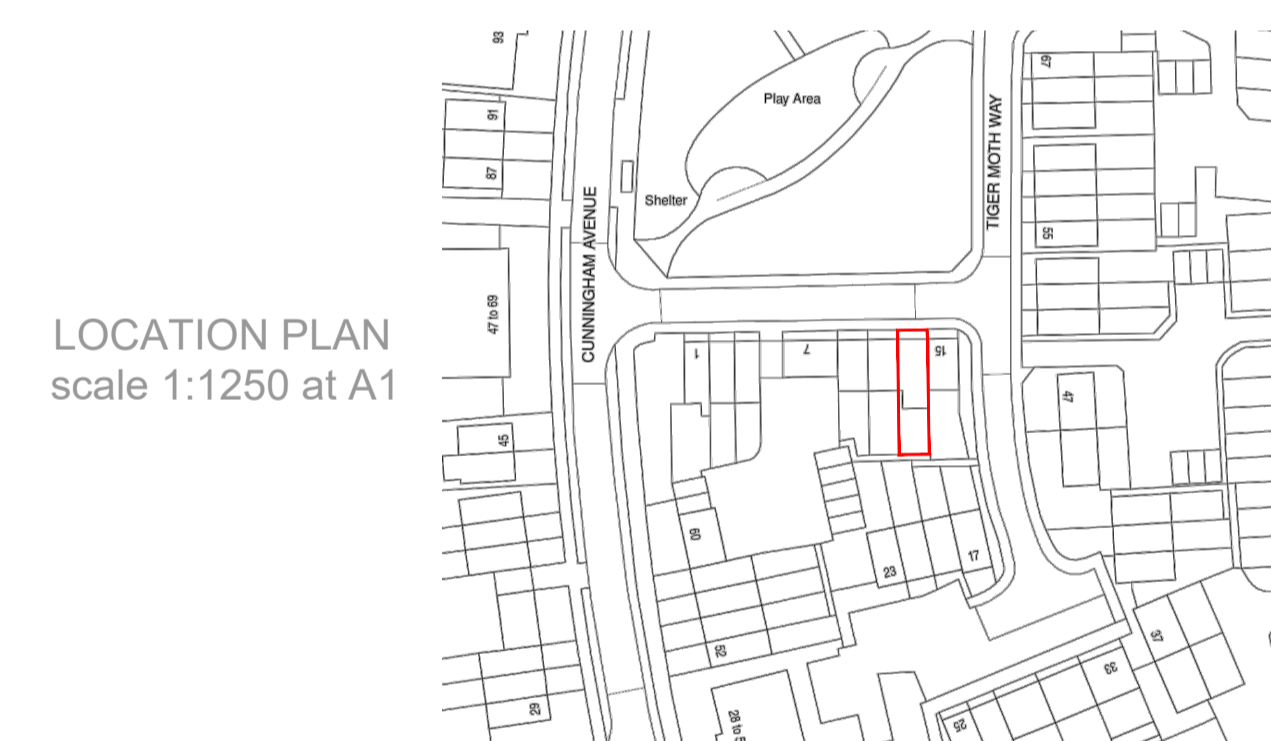 LOCATION PLAN
scale 1:1250 at A1
93
91
87
47 to 69
45
29
CUNNINGHAM AVENUE
Shelter
Play Area
TIGER MOTH WAY
67
55
47
1
7
15
60
52
23
17
37
33
25